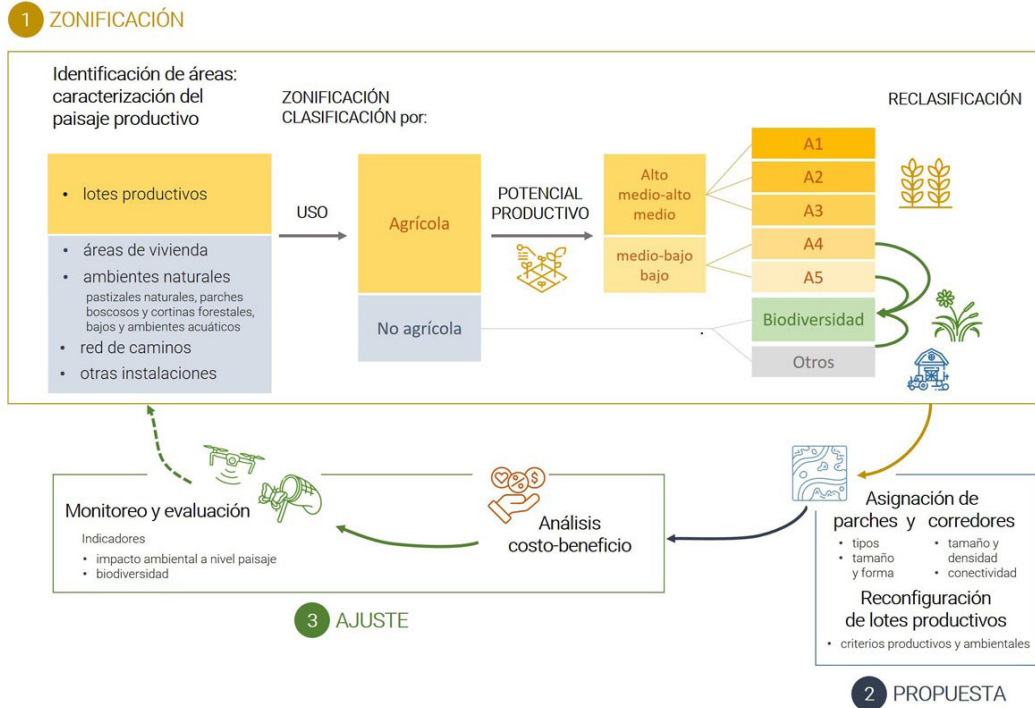 1 ZONIFICACIÓN
Identificación de áreas:
caracterización del
paisaje productivo
ZONIFICACIÓN
CLASIFICACIÓN por:
RECLASIFICACIÓN
• lotes productivos
• áreas de vivienda
• ambientes naturales
pastizales naturales, parches
boscosos y cortinas forestales,
bajos y ambientes acuáticos
• red de caminos
• otras instalaciones
USO
Agrícola
No agrícola
POTENCIAL
PRODUCTIVO
Alto
medio-alto
medio
medio-bajo
bajo
A1
A2
A3
A4
A5
Biodiversidad
Otros
Asignación de
parches y corredores
• tipos
• tamaño
y forma
• tamaño y
densidad
• conectividad
Reconfiguración
de lotes productivos
• criterios productivos y ambientales
2 PROPUESTA
Análisis
costo-beneficio
Monitoreo y evaluación
Indicadores
• impacto ambiental a nivel paisaje
• biodiversidad
3 AJUSTE